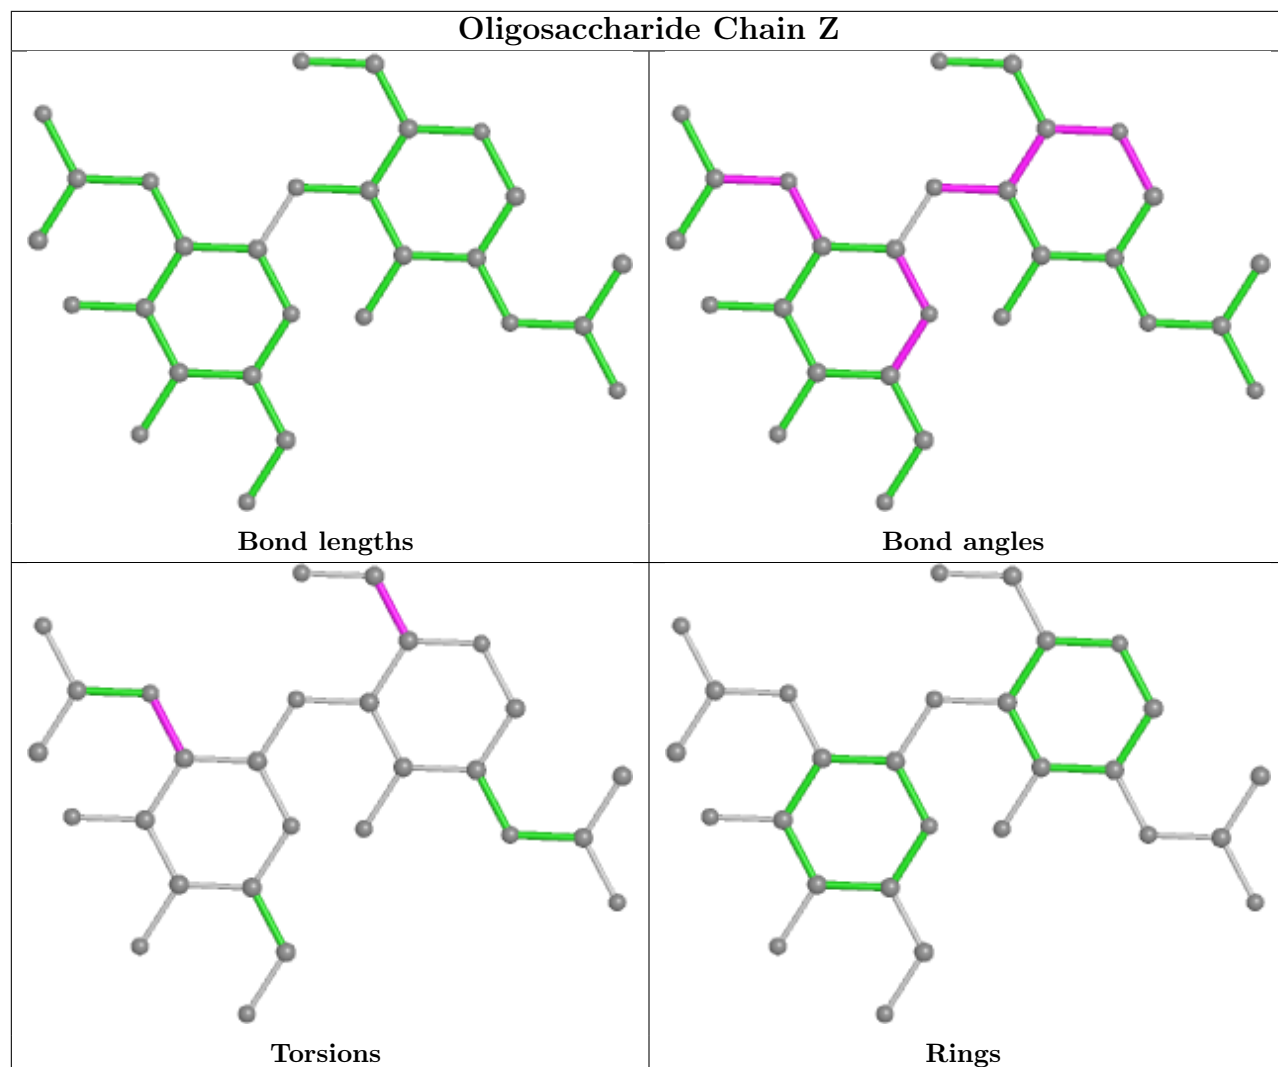 Oligosaccharide Chain Z
Bond lengths
Bond angles
Torsions
Rings